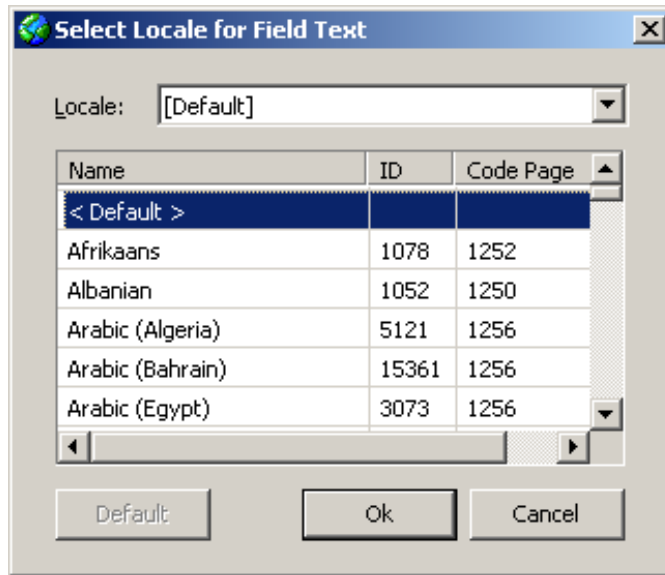 Select Locale for Field Text
Locale: [Default]
Name ID Code Page
< Default >
Afrikaans 1078 1252
Albanian 1052 1250
Arabic (Algeria) 5121 1256
Arabic (Bahrain) 15361 1256
Arabic (Egypt) 3073 1256
Default Ok Cancel